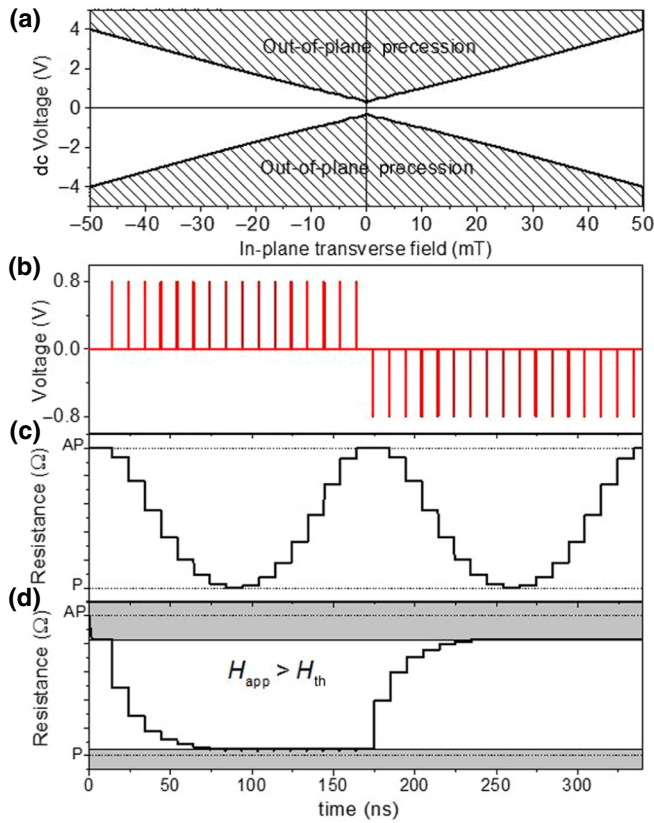 (a)
4
2
0
−2
−4
dc Voltage (V)
Out-of-plane precession
Out-of-plane precession
−50 −40 −30 −20 −10 0 10 20 30 40 50
In-plane transverse field (mT)
(b)
0.8
0.0
−0.8
Voltage (V)
(c)
AP
P
Resistance (Ω)
(d)
AP
P
Resistance (Ω)
Happ > Hth
0 50 100 150 200 250 300
time (ns)